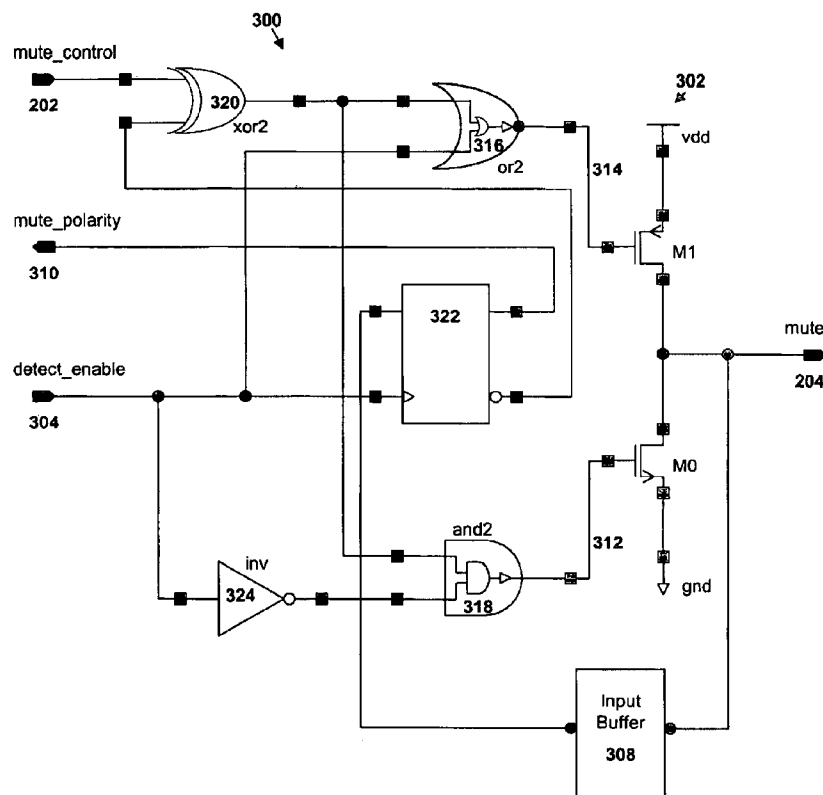 300
mute_control
202
320
xor2
316
or2
302
vdd
314
M1
mute_polarity
310
322
mute
204
detect_enable
304
M0
and2
312
318
inv
324
gnd
Input
Buffer
308